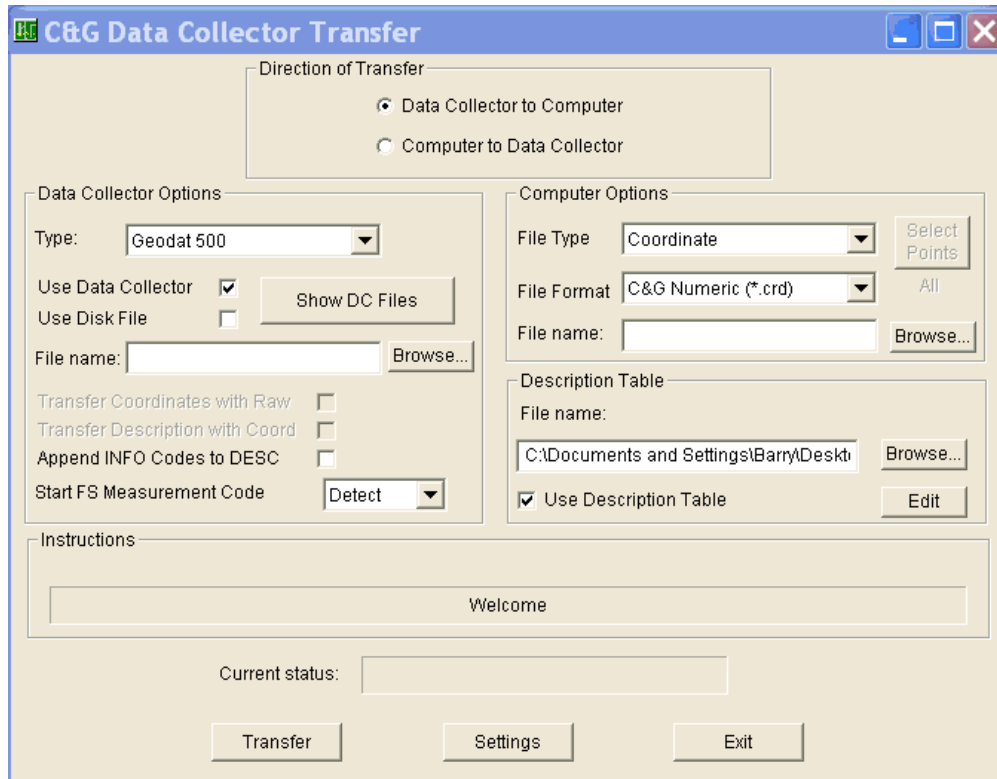 C&G Data Collector Transfer
Direction of Transfer
Data Collector to Computer
Computer to Data Collector
Data Collector Options
Type:
Geodat 500
Use Data Collector
Use Disk File
Show DC Files
File name:
Browse...
Transfer Coordinates with Raw
Transfer Description with Coord
Append INFO Codes to DESC
Start FS Measurement Code
Detect
Computer Options
File Type
Coordinate
Select
Points
All
File Format
C&G Numeric (*.crd)
File name:
Browse...
Description Table
File name:
C:\Documents and Settings\Barry\Deskt
Browse...
Use Description Table
Edit
Instructions
Welcome
Current status:
Transfer
Settings
Exit